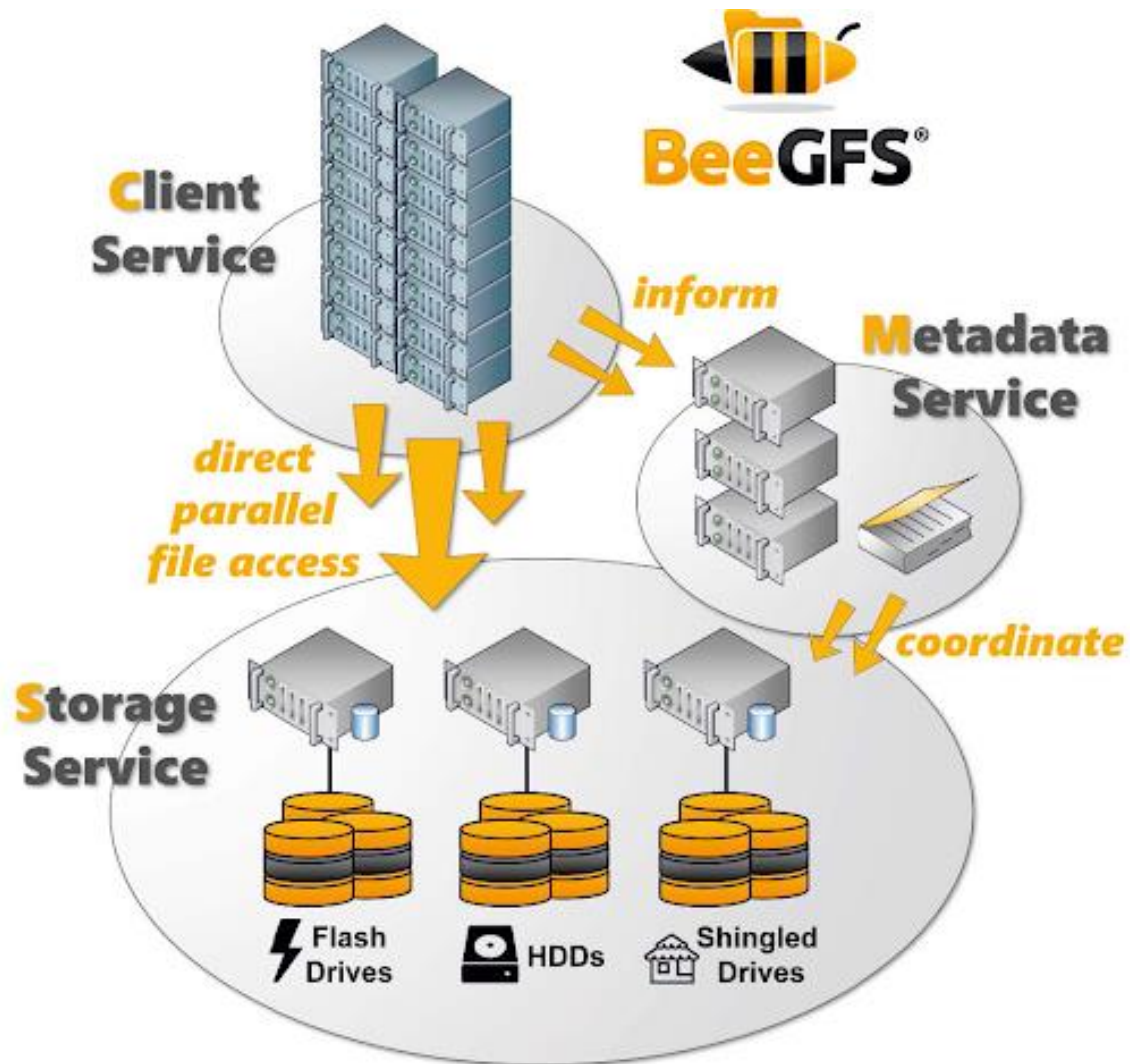 BeeGFS®
Client
Service
inform
Metadata
Service
direct
parallel
file access
coordinate
Storage
Service
Flash
Drives
HDDs
Shingled
Drives